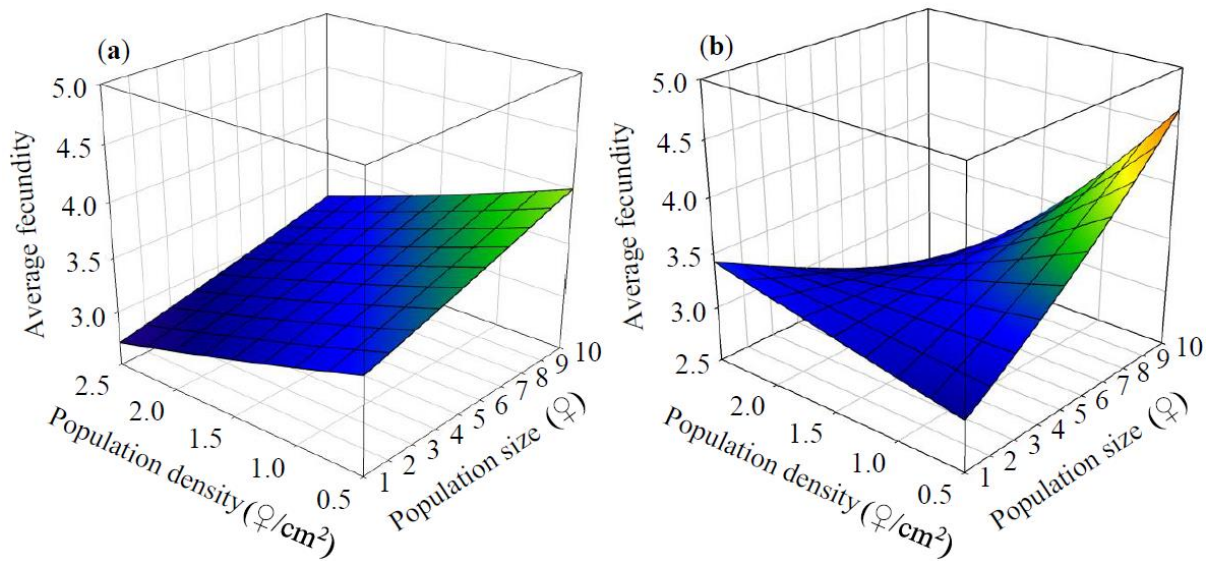 (a)
5.0
4.5
4.0
3.5
3.0
2.5
2.0
1.5
1.0
0.5
1 2 3 4 5 6 7 8 9 10
Average fecundity
Population density(♀/cm²)
Population size (♀)
(b)
5.0
4.5
4.0
3.5
3.0
2.5
2.0
1.5
1.0
0.5
1 2 3 4 5 6 7 8 9 10
Average fecundity
Population density(♀/cm²)
Population size (♀)